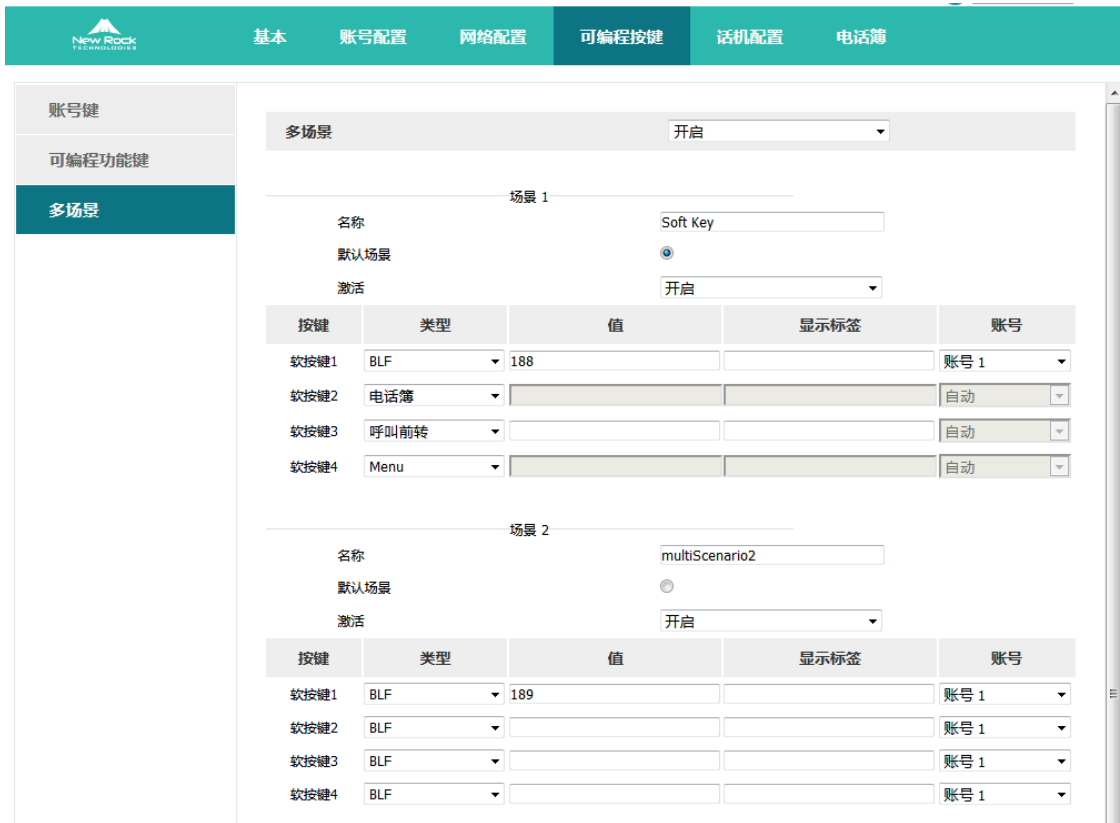 New Rock
TECHNOLOGIES
基本 账号配置 网络配置 可编程按键 话机配置 电话簿
账号键
可编程功能键
多场景
多场景 开启
场景 1
名称 Soft Key
默认场景
激活 开启
按键 类型 值 显示标签 账号
软按键1 BLF 188 账号 1
软按键2 电话簿 自动
软按键3 呼叫前转 自动
软按键4 Menu 自动
场景 2
名称 multiScenario2
默认场景
激活 开启
按键 类型 值 显示标签 账号
软按键1 BLF 189 账号 1
软按键2 BLF 账号 1
软按键3 BLF 账号 1
软按键4 BLF 账号 1